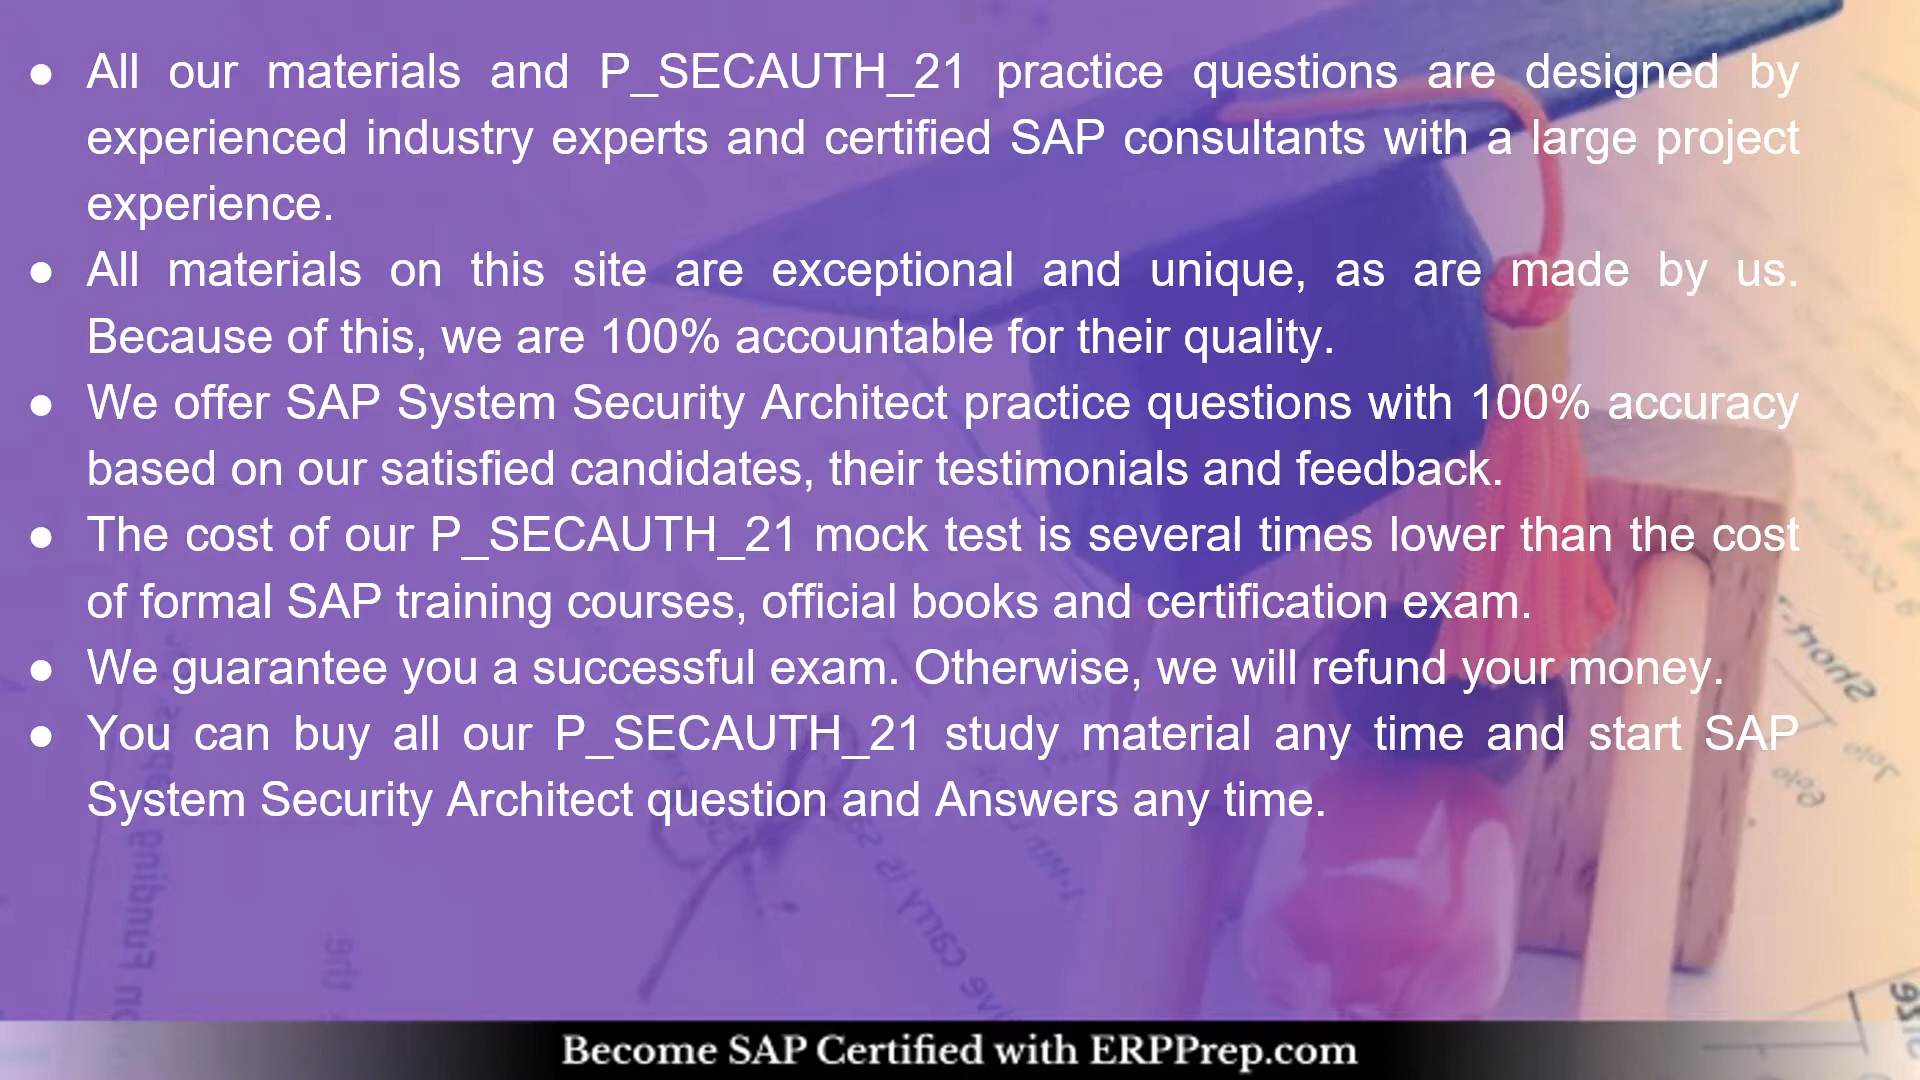 ● All our materials and P_SECAUTH_21 practice questions are designed by
experienced industry experts and certified SAP consultants with a large project
experience.
● All materials on this site are exceptional and unique, as are made by us.
Because of this, we are 100% accountable for their quality.
● We offer SAP System Security Architect practice questions with 100% accuracy
based on our satisfied candidates, their testimonials and feedback.
● The cost of our P_SECAUTH_21 mock test is several times lower than the cost
of formal SAP training courses, official books and certification exam.
● We guarantee you a successful exam. Otherwise, we will refund your money.
● You can buy all our P_SECAUTH_21 study material any time and start SAP
System Security Architect question and Answers any time.
Become SAP Certified with ERPPrep.com